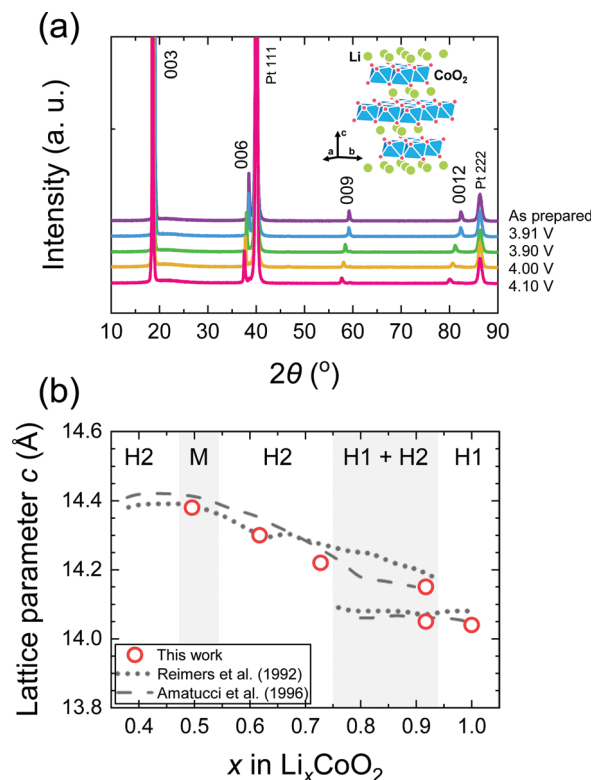 (a)
Intensity (a. u.)
003
006
Pt 111
009
0012
Pt 222
Li
CoO2
c
a
b
As prepared
3.91 V
3.90 V
4.00 V
4.10 V
10 20 30 40 50 60 70 80 90
2θ (°)
(b)
Lattice parameter c (Å)
14.6
14.4
14.2
14.0
13.8
H2 M H2 H1 + H2 H1
This work
Reimers et al. (1992)
Amatucci et al. (1996)
0.4 0.5 0.6 0.7 0.8 0.9 1.0
x in LixCoO2